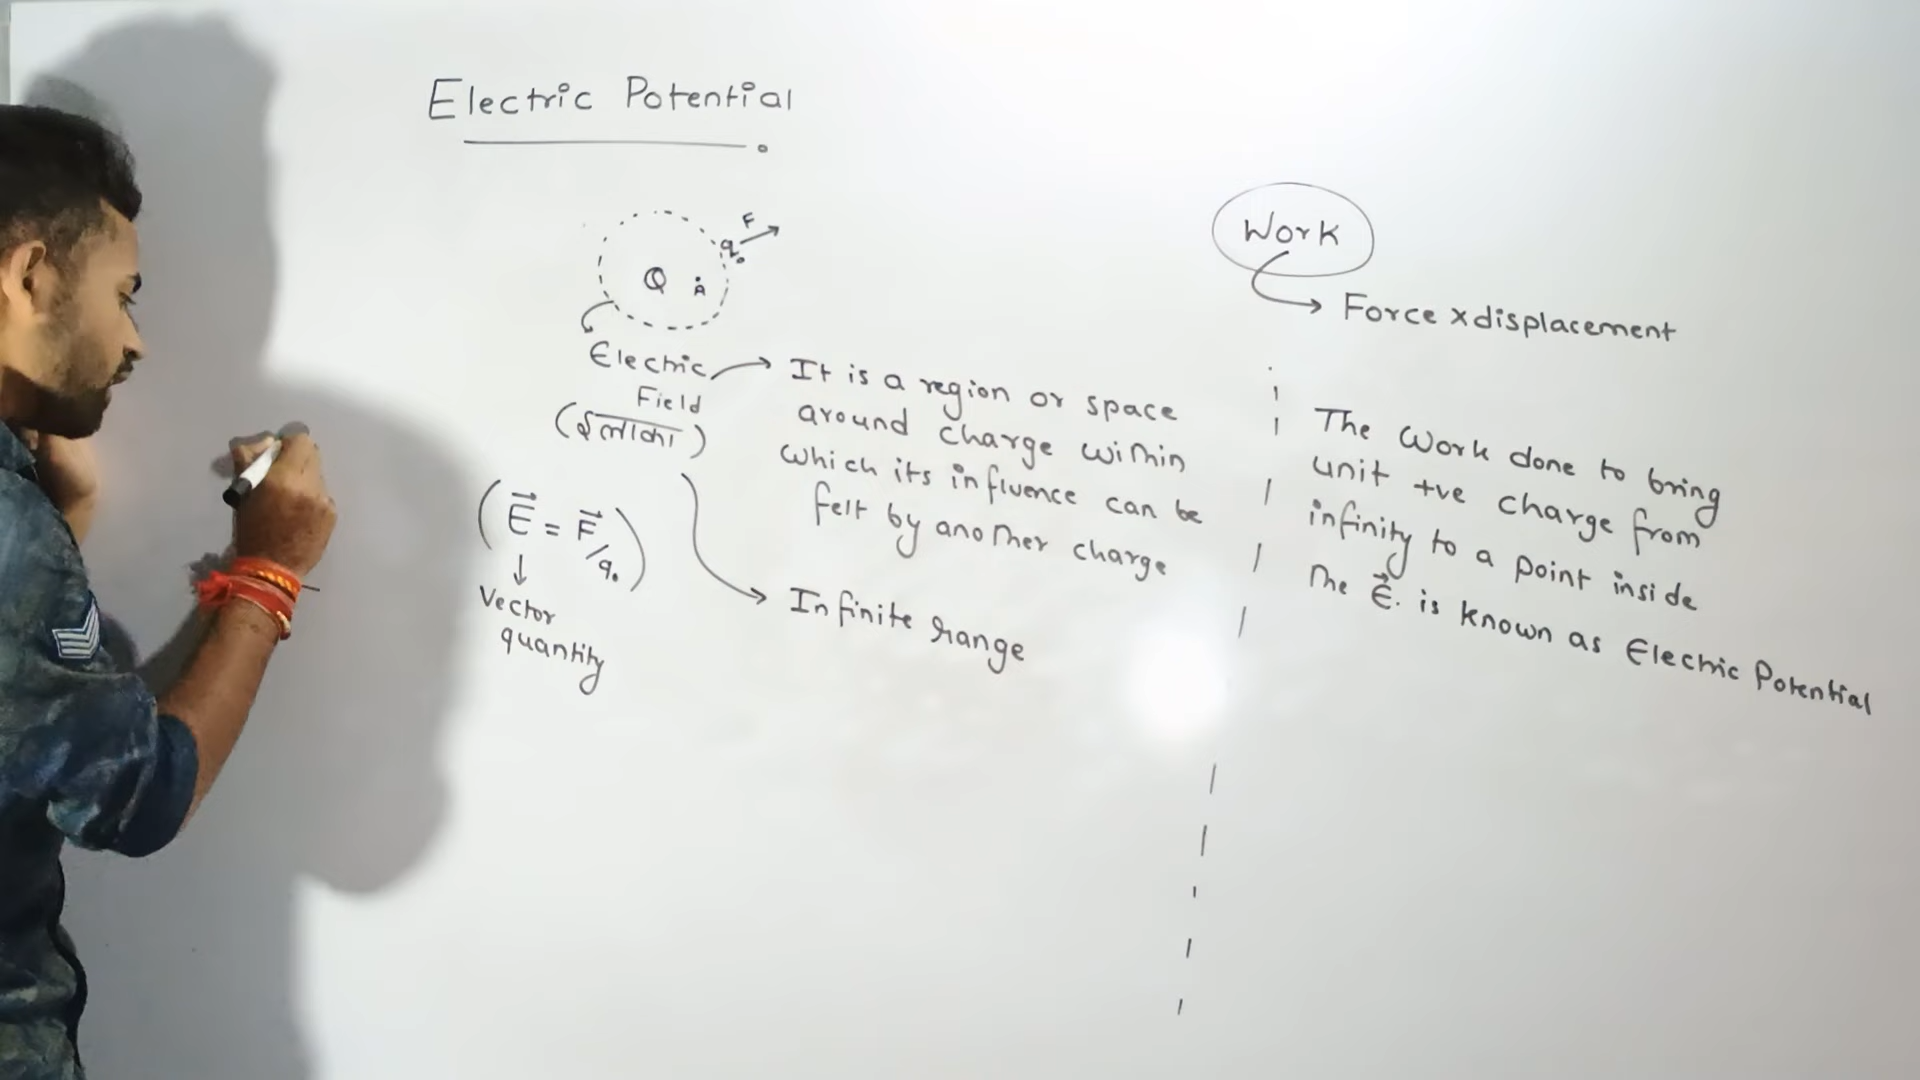 Electric Potential
F
q₀
Q A
Electric
Field
(इलाका)
It is a region or space
around charge within
which its influence can be
felt by another charge
(E⃗ = F⃗/q₀)
↓
Vector
quantity
Infinite range
Work
Force x displacement
The Work done to bring
unit +ve charge from
infinity to a point inside
the E⃗. is known as Electric Potential